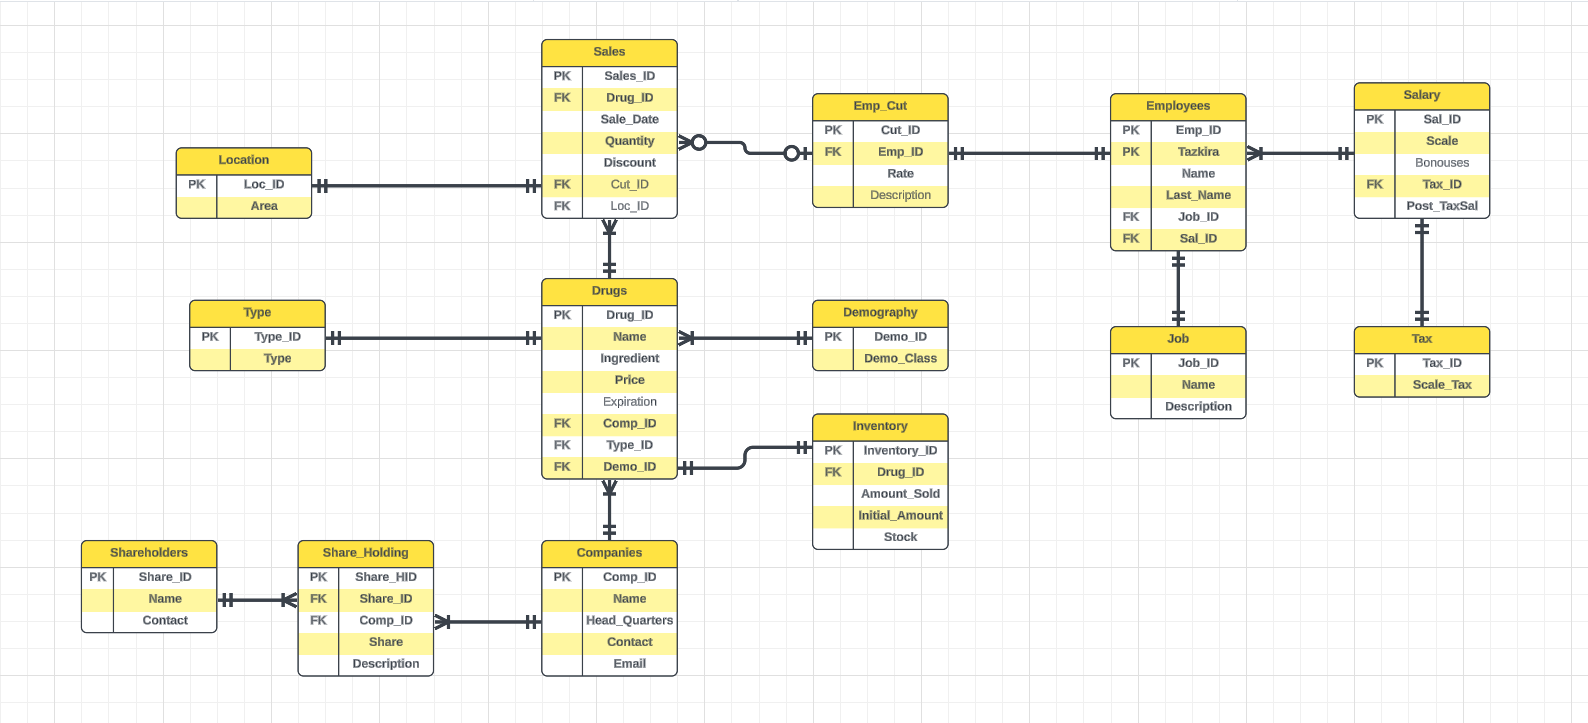 Sales
PK Sales_ID
FK Drug_ID
Sale_Date
Quantity
Discount
FK Cut_ID
FK Loc_ID
Location
PK Loc_ID
Area
Emp_Cut
PK Cut_ID
FK Emp_ID
Rate
Description
Employees
PK Emp_ID
PK Tazkira
Name
Last_Name
FK Job_ID
FK Sal_ID
Salary
PK Sal_ID
Scale
Bonouses
FK Tax_ID
Post_TaxSal
Type
PK Type_ID
Type
Drugs
PK Drug_ID
Name
Ingredient
Price
Expiration
FK Comp_ID
FK Type_ID
FK Demo_ID
Demography
PK Demo_ID
Demo_Class
Job
PK Job_ID
Name
Description
Tax
PK Tax_ID
Scale_Tax
Inventory
PK Inventory_ID
FK Drug_ID
Amount_Sold
Initial_Amount
Stock
Shareholders
PK Share_ID
Name
Contact
Share_Holding
PK Share_HID
FK Share_ID
FK Comp_ID
Share
Description
Companies
PK Comp_ID
Name
Head_Quarters
Contact
Email